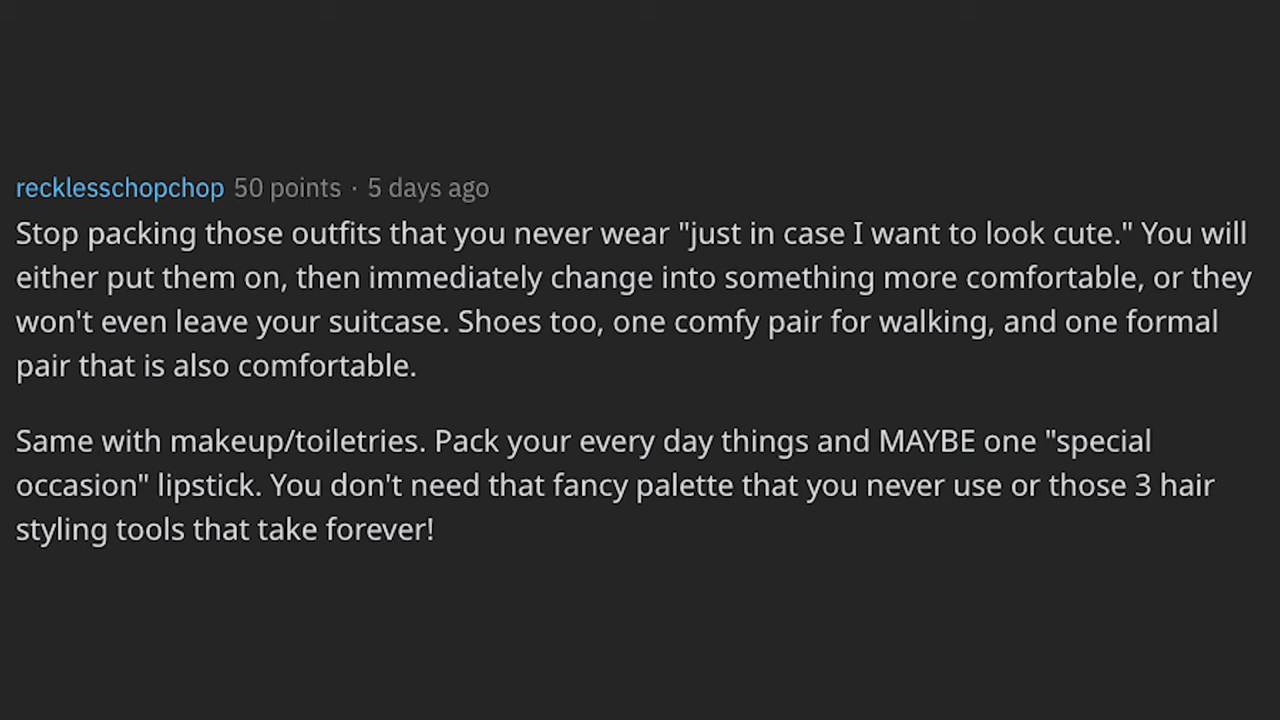 recklesschopchop 50 points · 5 days ago
Stop packing those outfits that you never wear "just in case I want to look cute." You will
either put them on, then immediately change into something more comfortable, or they
won't even leave your suitcase. Shoes too, one comfy pair for walking, and one formal
pair that is also comfortable.
Same with makeup/toiletries. Pack your every day things and MAYBE one "special
occasion" lipstick. You don't need that fancy palette that you never use or those 3 hair
styling tools that take forever!